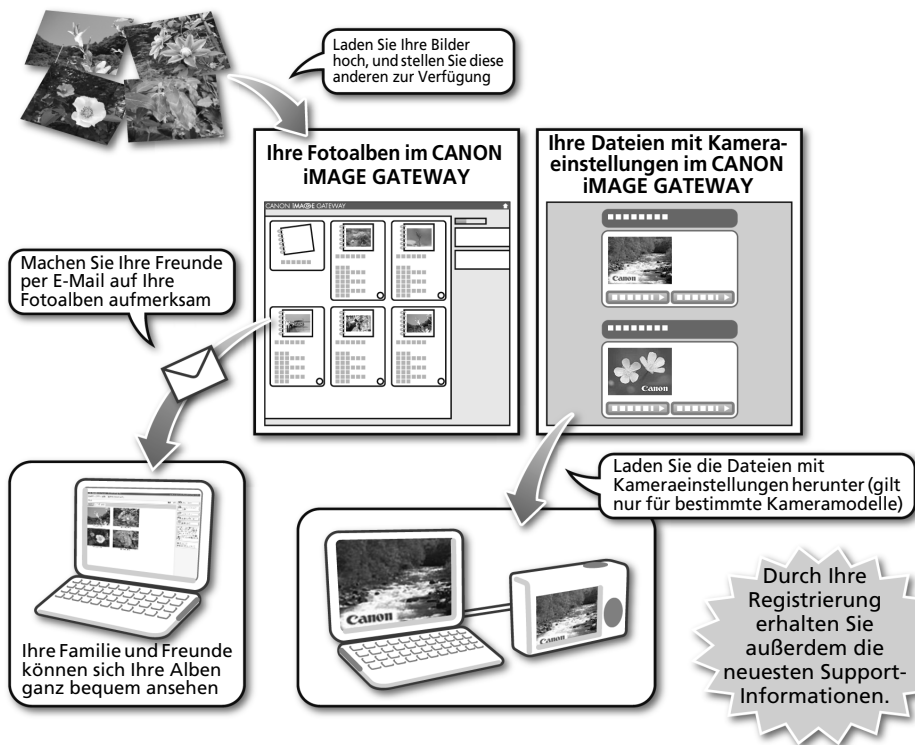 Laden Sie Ihre Bilder
hoch, und stellen Sie diese
anderen zur Verfügung
Ihre Fotoalben im CANON
iMAGE GATEWAY
CANON iMAGE GATEWAY
Ihre Dateien mit Kamera-
einstellungen im CANON
iMAGE GATEWAY
Canon
Canon
Machen Sie Ihre Freunde
per E-Mail auf Ihre
Fotoalben aufmerksam
Laden Sie die Dateien mit
Kameraeinstellungen herunter (gilt
nur für bestimmte Kameramodelle)
Ihre Familie und Freunde
können sich Ihre Alben
ganz bequem ansehen
Canon
Canon
Durch Ihre
Registrierung
erhalten Sie
außerdem die
neuesten Support-
Informationen.